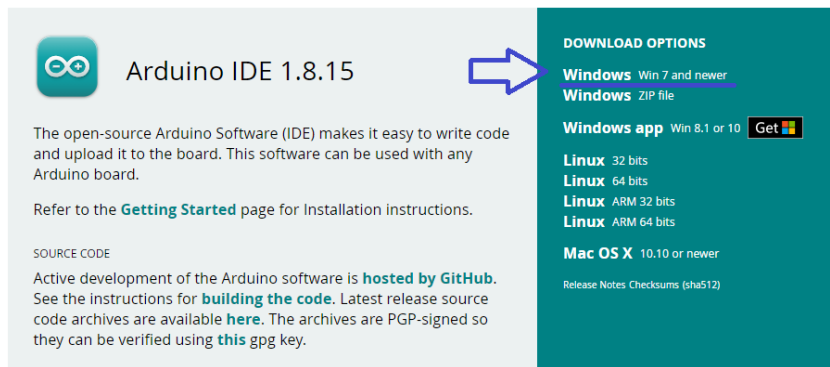 Arduino IDE 1.8.15
The open-source Arduino Software (IDE) makes it easy to write code
and upload it to the board. This software can be used with any
Arduino board.
Refer to the Getting Started page for Installation instructions.
SOURCE CODE
Active development of the Arduino software is hosted by GitHub.
See the instructions for building the code. Latest release source
code archives are available here. The archives are PGP-signed so
they can be verified using this gpg key.
DOWNLOAD OPTIONS
Windows Win 7 and newer
Windows ZIP file
Windows app Win 8.1 or 10 Get
Linux 32 bits
Linux 64 bits
Linux ARM 32 bits
Linux ARM 64 bits
Mac OS X 10.10 or newer
Release Notes Checksums (sha512)